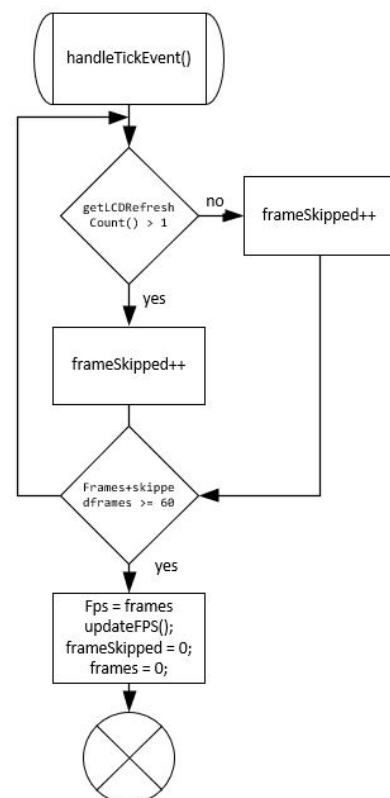 handleTickEvent()
getLCDRefresh
Count() > 1
no
frameSkipped++
yes
frameSkipped++
Frames+skippe
dframes >= 60
yes
Fps = frames
updateFPS();
frameSkipped = 0;
frames = 0;